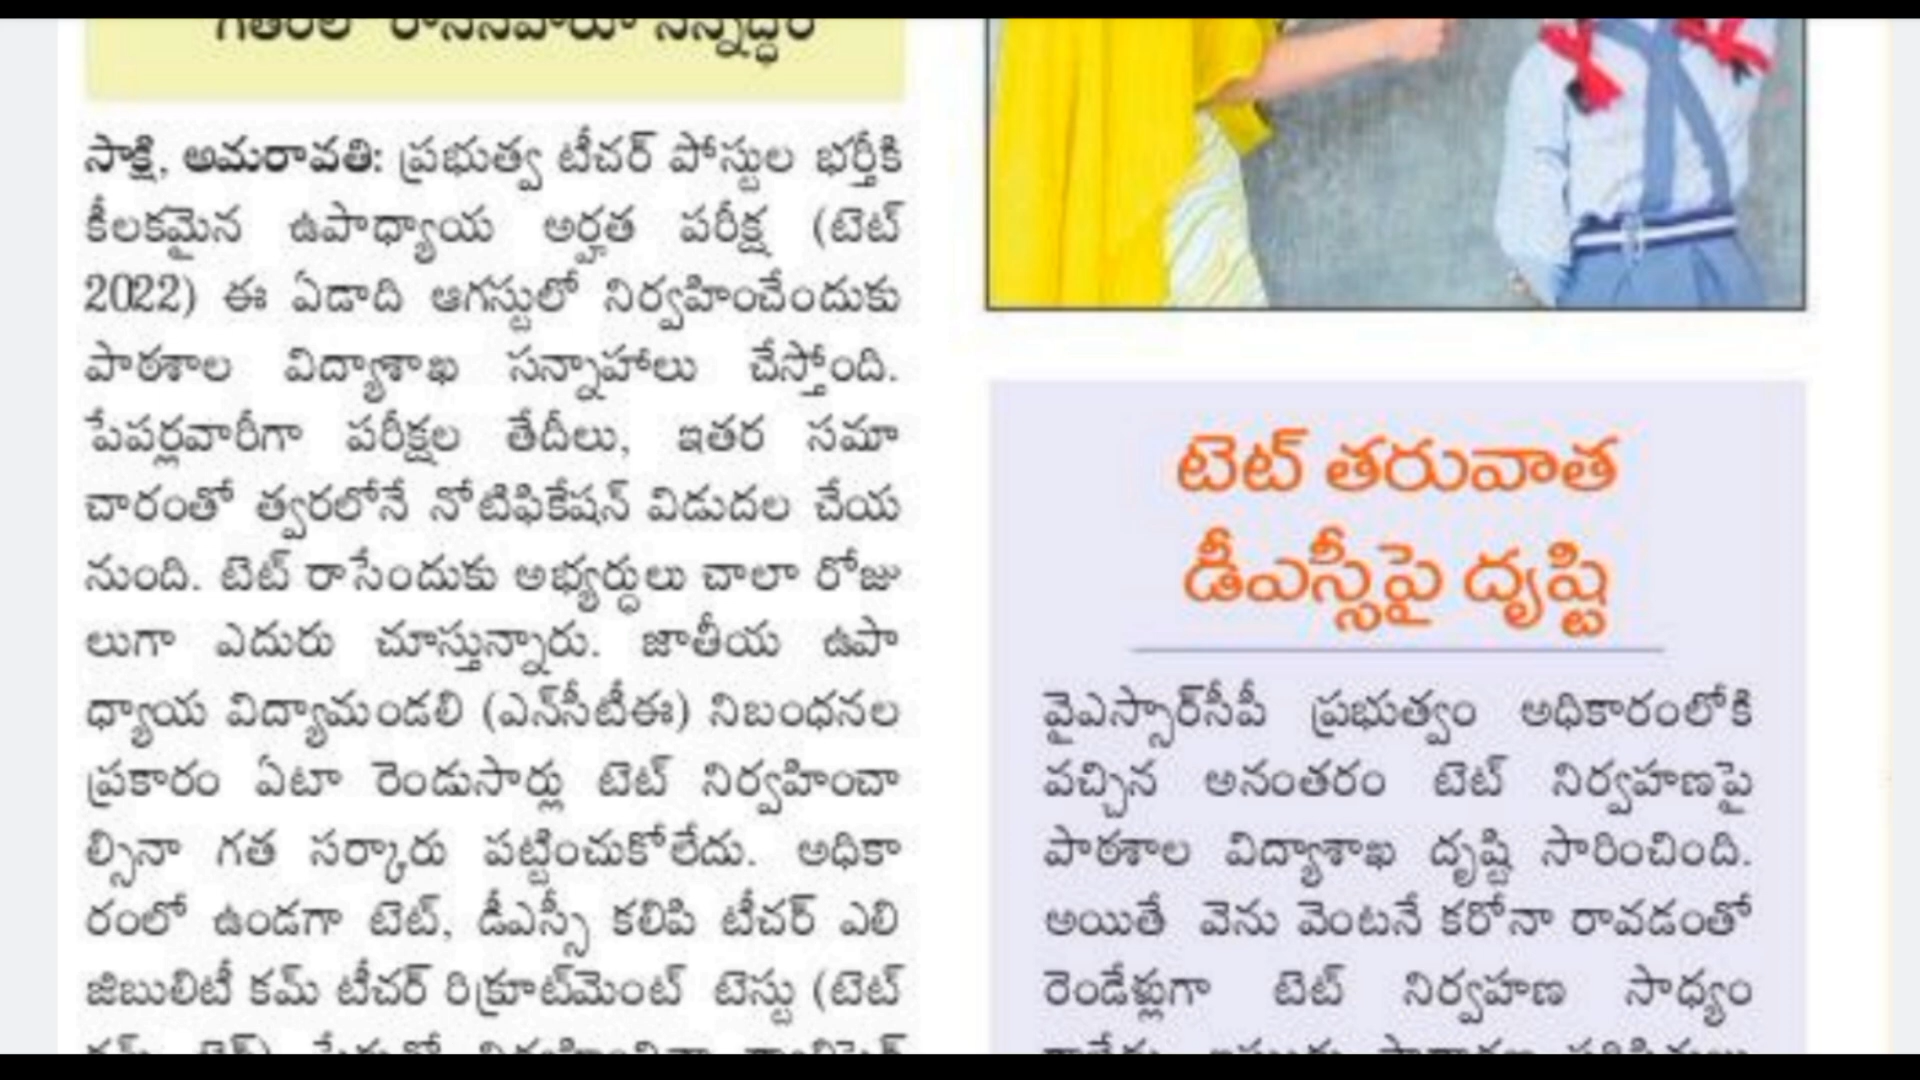 సాక్షి, అమరావతి: ప్రభుత్వ టీచర్ పోస్టుల భర్తీకి
కీలకమైన ఉపాధ్యాయ అర్హత పరీక్ష (టెట్
2022) ఈ ఏడాది ఆగస్టులో నిర్వహించేందుకు
పాఠశాల విద్యాశాఖ సన్నాహాలు చేస్తోంది.
పేపర్లవారీగా పరీక్షల తేదీలు, ఇతర సమా
చారంతో త్వరలోనే నోటిఫికేషన్ విడుదల చేయ
నుంది. టెట్ రాసేందుకు అభ్యర్థులు చాలా రోజు
లుగా ఎదురు చూస్తున్నారు. జాతీయ ఉపా
ధ్యాయ విద్యామండలి (ఎన్‌సీటీఈ) నిబంధనల
ప్రకారం ఏటా రెండుసార్లు టెట్ నిర్వహించా
ల్సినా గత సర్కారు పట్టించుకోలేదు. అధికా
రంలో ఉండగా టెట్, డీఎస్సీ కలిపి టీచర్ ఎలి
జిబులిటీ కమ్ టీచర్ రిక్రూట్‌మెంట్ టెస్టు (టెట్
టెట్ తరువాత
డీఎస్సీపై దృష్టి
వైఎస్సార్‌సీపీ ప్రభుత్వం అధికారంలోకి
వచ్చిన అనంతరం టెట్ నిర్వహణపై
పాఠశాల విద్యాశాఖ దృష్టి సారించింది.
అయితే వెను వెంటనే కరోనా రావడంతో
రెండేళ్లుగా టెట్ నిర్వహణ సాధ్యం